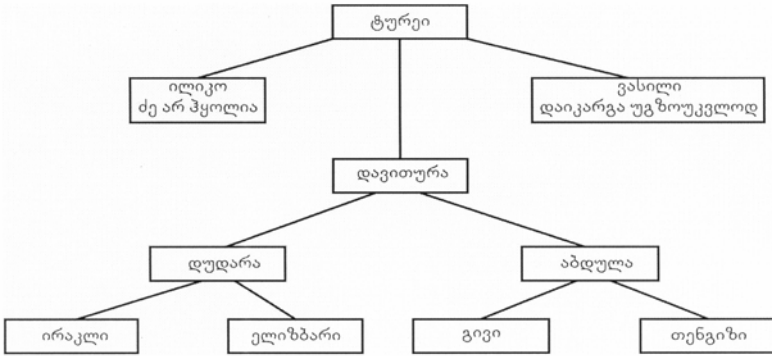 ტურეი
ილიკო
ძე არ ჰყოლია
ვასილი
დაიკარგა უგზოუკვლოდ
დავითურა
დუდარა
აბდულა
ირაკლი
ელიზბარი
გივი
თენგიზი